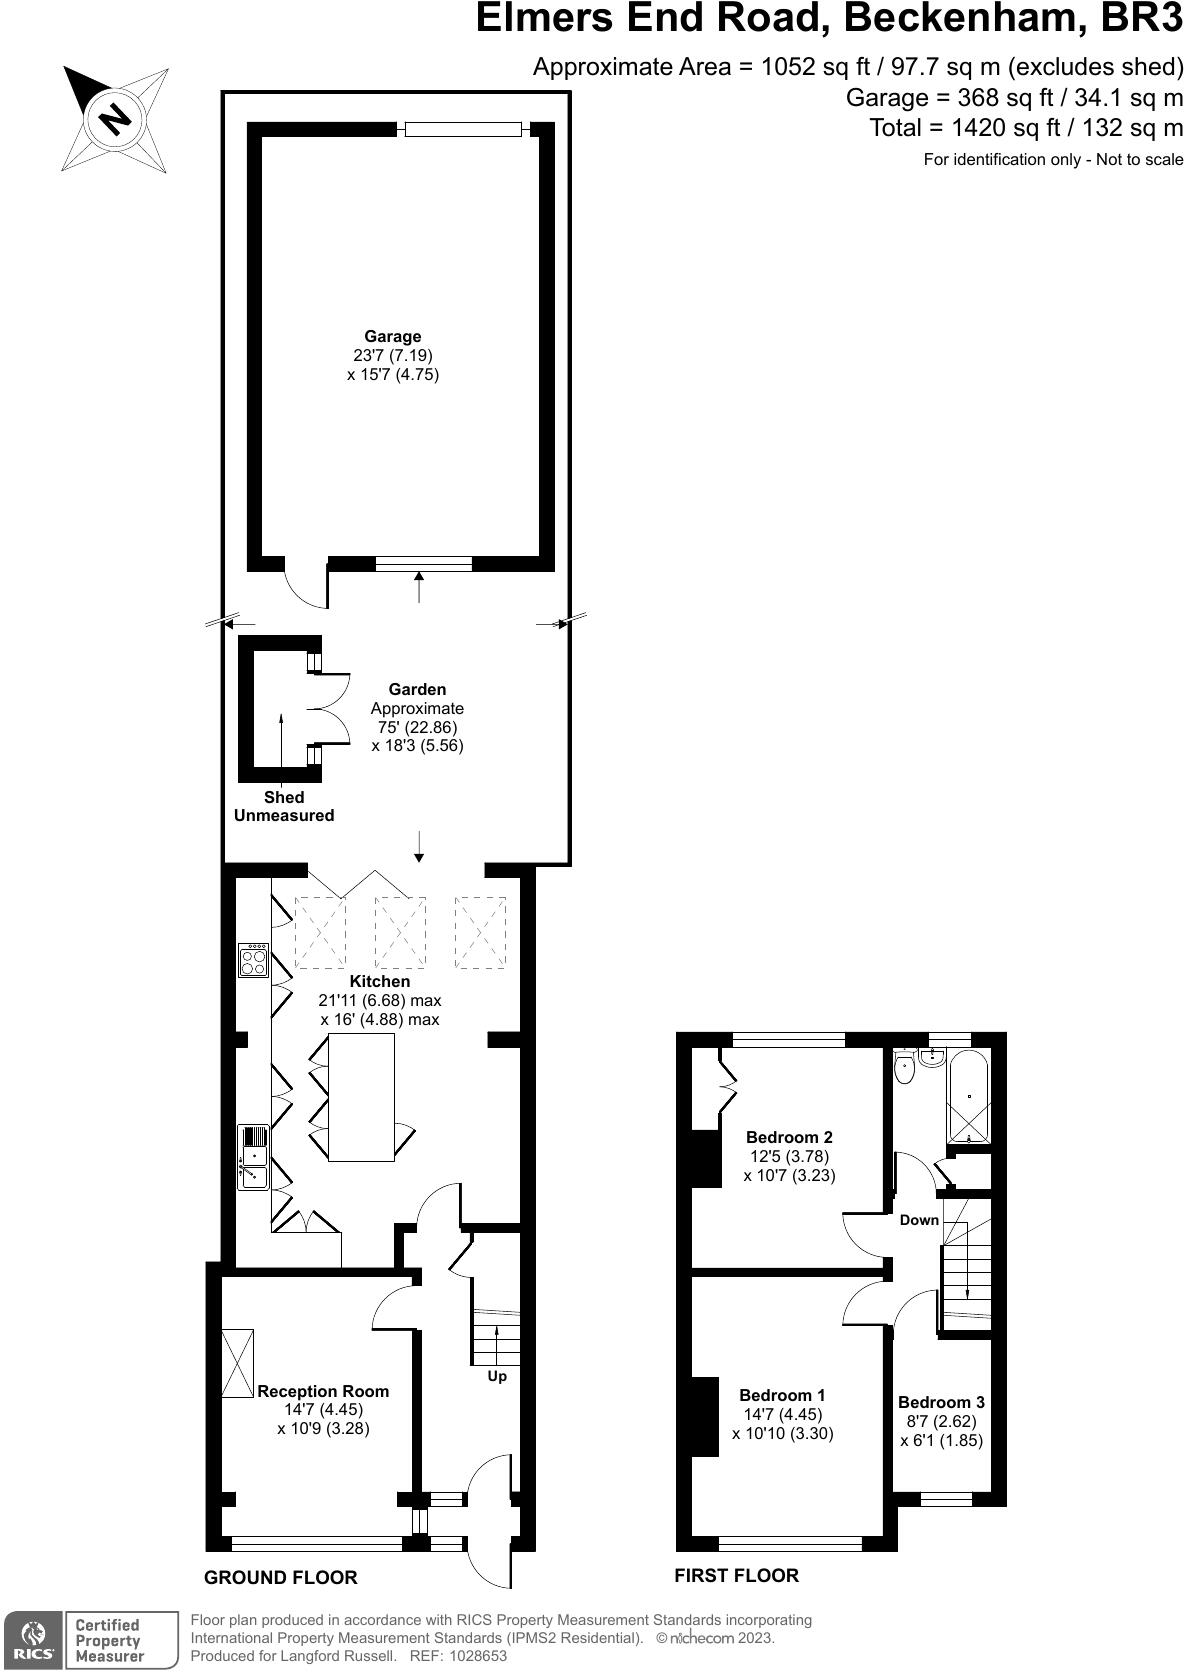 Elmers End Road, Beckenham, BR3
Approximate Area = 1052 sq ft / 97.7 sq m (excludes shed)
Garage = 368 sq ft / 34.1 sq m
Total = 1420 sq ft / 132 sq m
For identification only - Not to scale
N
Garage
23'7 (7.19)
x 15'7 (4.75)
Garden
Approximate
75' (22.86)
x 18'3 (5.56)
Shed
Unmeasured
Kitchen
21'11 (6.68) max
x 16' (4.88) max
Reception Room
14'7 (4.45)
x 10'9 (3.28)
Up
GROUND FLOOR
Bedroom 2
12'5 (3.78)
x 10'7 (3.23)
Down
Bedroom 1
14'7 (4.45)
x 10'10 (3.30)
Bedroom 3
8'7 (2.62)
x 6'1 (1.85)
FIRST FLOOR
RICS
Certified
Property
Measurer
Floor plan produced in accordance with RICS Property Measurement Standards incorporating
International Property Measurement Standards (IPMS2 Residential). © nichecom 2023.
Produced for Langford Russell. REF: 1028653